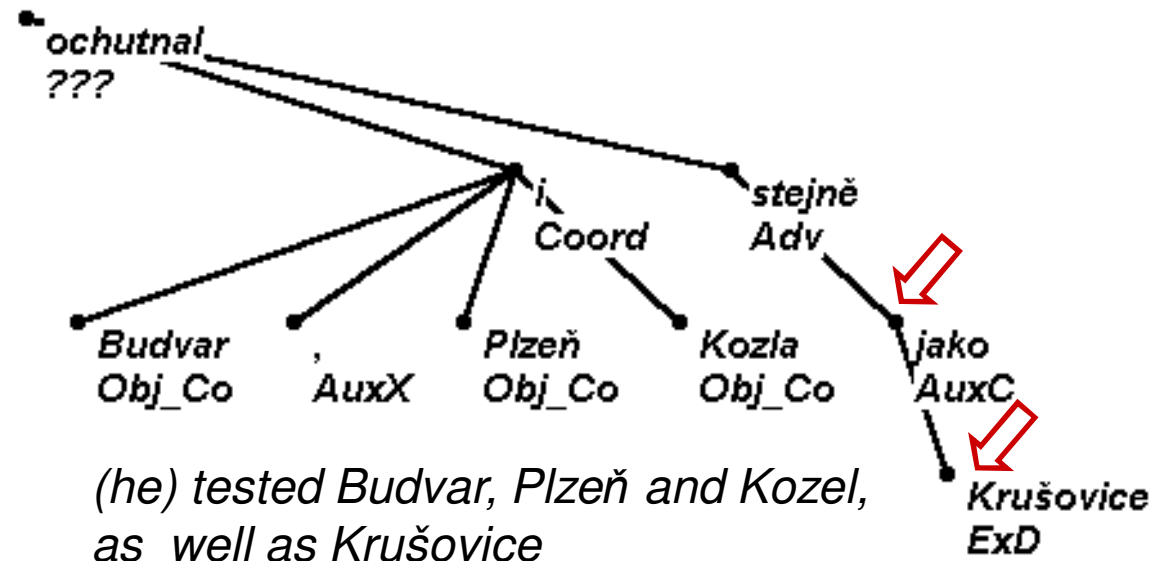 ochutnal
???
i
Coord
stejně
Adv
Budvar
Obj_Co
,
AuxX
Plzeň
Obj_Co
Kozla
Obj_Co
jako
AuxC
Krušovice
ExD
(he) tested Budvar, Plzeň and Kozel,
as well as Krušovice